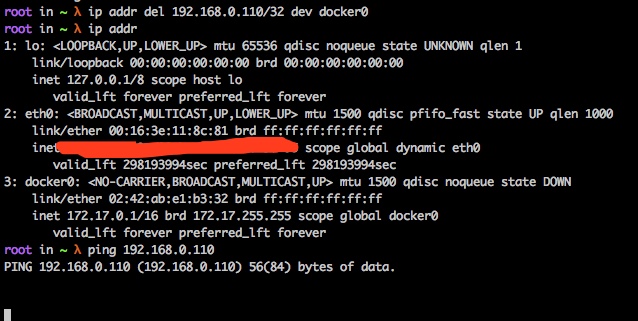 root in ~ λ ip addr del 192.168.0.110/32 dev docker0
root in ~ λ ip addr
1: lo: <LOOPBACK,UP,LOWER_UP> mtu 65536 qdisc noqueue state UNKNOWN qlen 1
link/loopback 00:00:00:00:00:00 brd 00:00:00:00:00:00
inet 127.0.0.1/8 scope host lo
valid_lft forever preferred_lft forever
2: eth0: <BROADCAST,MULTICAST,UP,LOWER_UP> mtu 1500 qdisc pfifo_fast state UP qlen 1000
link/ether 00:16:3e:11:8c:81 brd ff:ff:ff:ff:ff:ff
inet scope global dynamic eth0
valid_lft 298193994sec preferred_lft 298193994sec
3: docker0: <NO-CARRIER,BROADCAST,MULTICAST,UP> mtu 1500 qdisc noqueue state DOWN
link/ether 02:42:ab:e1:b3:32 brd ff:ff:ff:ff:ff:ff
inet 172.17.0.1/16 brd 172.17.255.255 scope global docker0
valid_lft forever preferred_lft forever
root in ~ λ ping 192.168.0.110
PING 192.168.0.110 (192.168.0.110) 56(84) bytes of data.